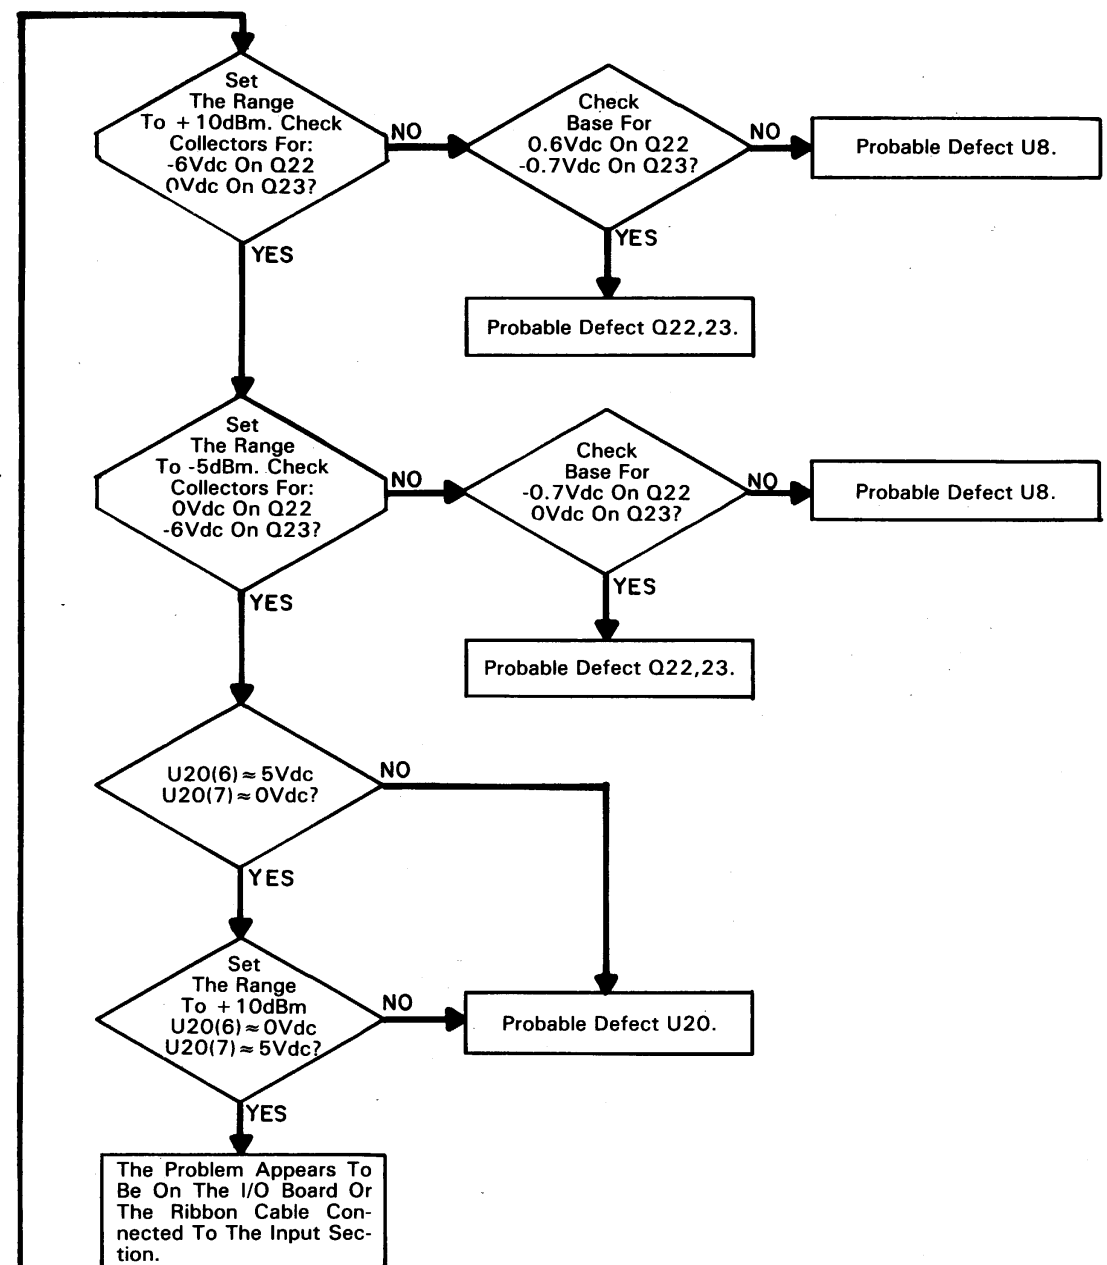 Set
The Range
To +10dBm. Check
Collectors For:
-6Vdc On Q22
0Vdc On Q23?
NO
Check
Base For
0.6Vdc On Q22
-0.7Vdc On Q23?
NO
Probable Defect U8.
YES
YES
Probable Defect Q22,23.
Set
The Range
To -5dBm. Check
Collectors For:
0Vdc On Q22
-6Vdc On Q23?
NO
Check
Base For
-0.7Vdc On Q22
0Vdc On Q23?
NO
Probable Defect U8.
YES
YES
Probable Defect Q22,23.
U20(6)≈5Vdc
U20(7)≈0Vdc?
NO
YES
Set
The Range
To +10dBm
U20(6)≈0Vdc
U20(7)≈5Vdc?
NO
Probable Defect U20.
YES
The Problem Appears To
Be On The I/O Board Or
The Ribbon Cable Con-
nected To The Input Sec-
tion.